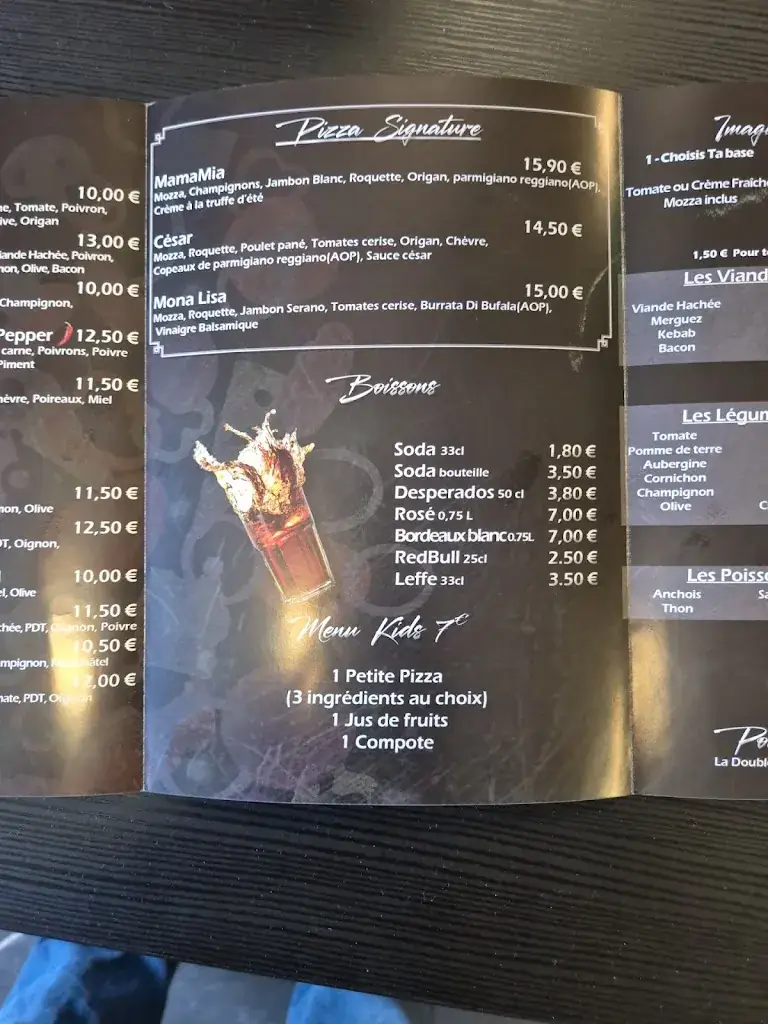 10,00 €
Tomate, Poivron,
Origan
13,00 €
Viande Hachée, Poivron,
Olive, Bacon
10,00 €
Champignon,
Pepper 12,50 €
carne, Poivrons, Poivre
Piment
11,50 €
Poireaux, Miel
11,50 €
Olive
12,50 €
Oignon,
10,00 €
Olive
11,50 €
PDT, Oignon, Poivre
10,50 €
12,00 €
PDT, Oignon
Pizza Signature
MamaMia 15,90 €
Mozza, Champignons, Jambon Blanc, Roquette, Origan, parmigiano reggiano(AOP),
Crème à la truffe d'été
César 14,50 €
Mozza, Roquette, Poulet pané, Tomates cerise, Origan, Chèvre,
Copeaux de parmigiano reggiano(AOP), Sauce césar
Mona Lisa 15,00 €
Mozza, Roquette, Jambon Serano, Tomates cerise, Burrata Di Bufala(AOP),
Vinaigre Balsamique
Boissons
Soda 33cl 1,80 €
Soda bouteille 3,50 €
Desperados 50 cl 3,80 €
Rosé 0,75 L 7,00 €
Bordeaux blanc 0.75L 7,00 €
RedBull 25cl 2.50 €
Leffe 33cl 3.50 €
Menu Kids 7€
1 Petite Pizza
(3 ingrédients au choix)
1 Jus de fruits
1 Compote
1 - Choisis Ta base
Tomate ou Crème Fraîche
Mozza inclus
1,50 € Pour
Les
Viande Hachée
Merguez
Kebab
Bacon
Les
Tomate
Pomme de terre
Aubergine
Cornichon
Champignon
Olive
Les
Anchois
Thon
La